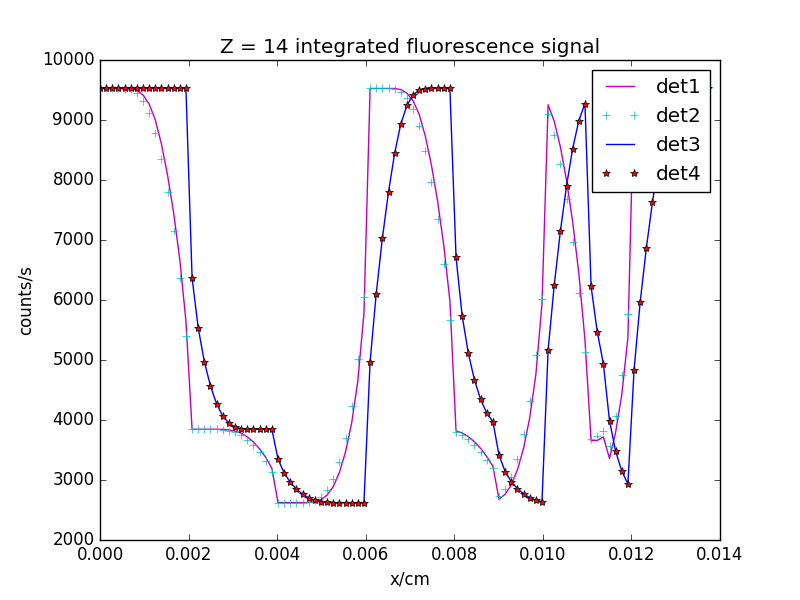 Z = 14 integrated fluorescence signal
10000
9000
8000
7000
6000
5000
4000
3000
2000
counts/s
det1
det2
det3
det4
0.000 0.002 0.004 0.006 0.008 0.010 0.012 0.014
x/cm